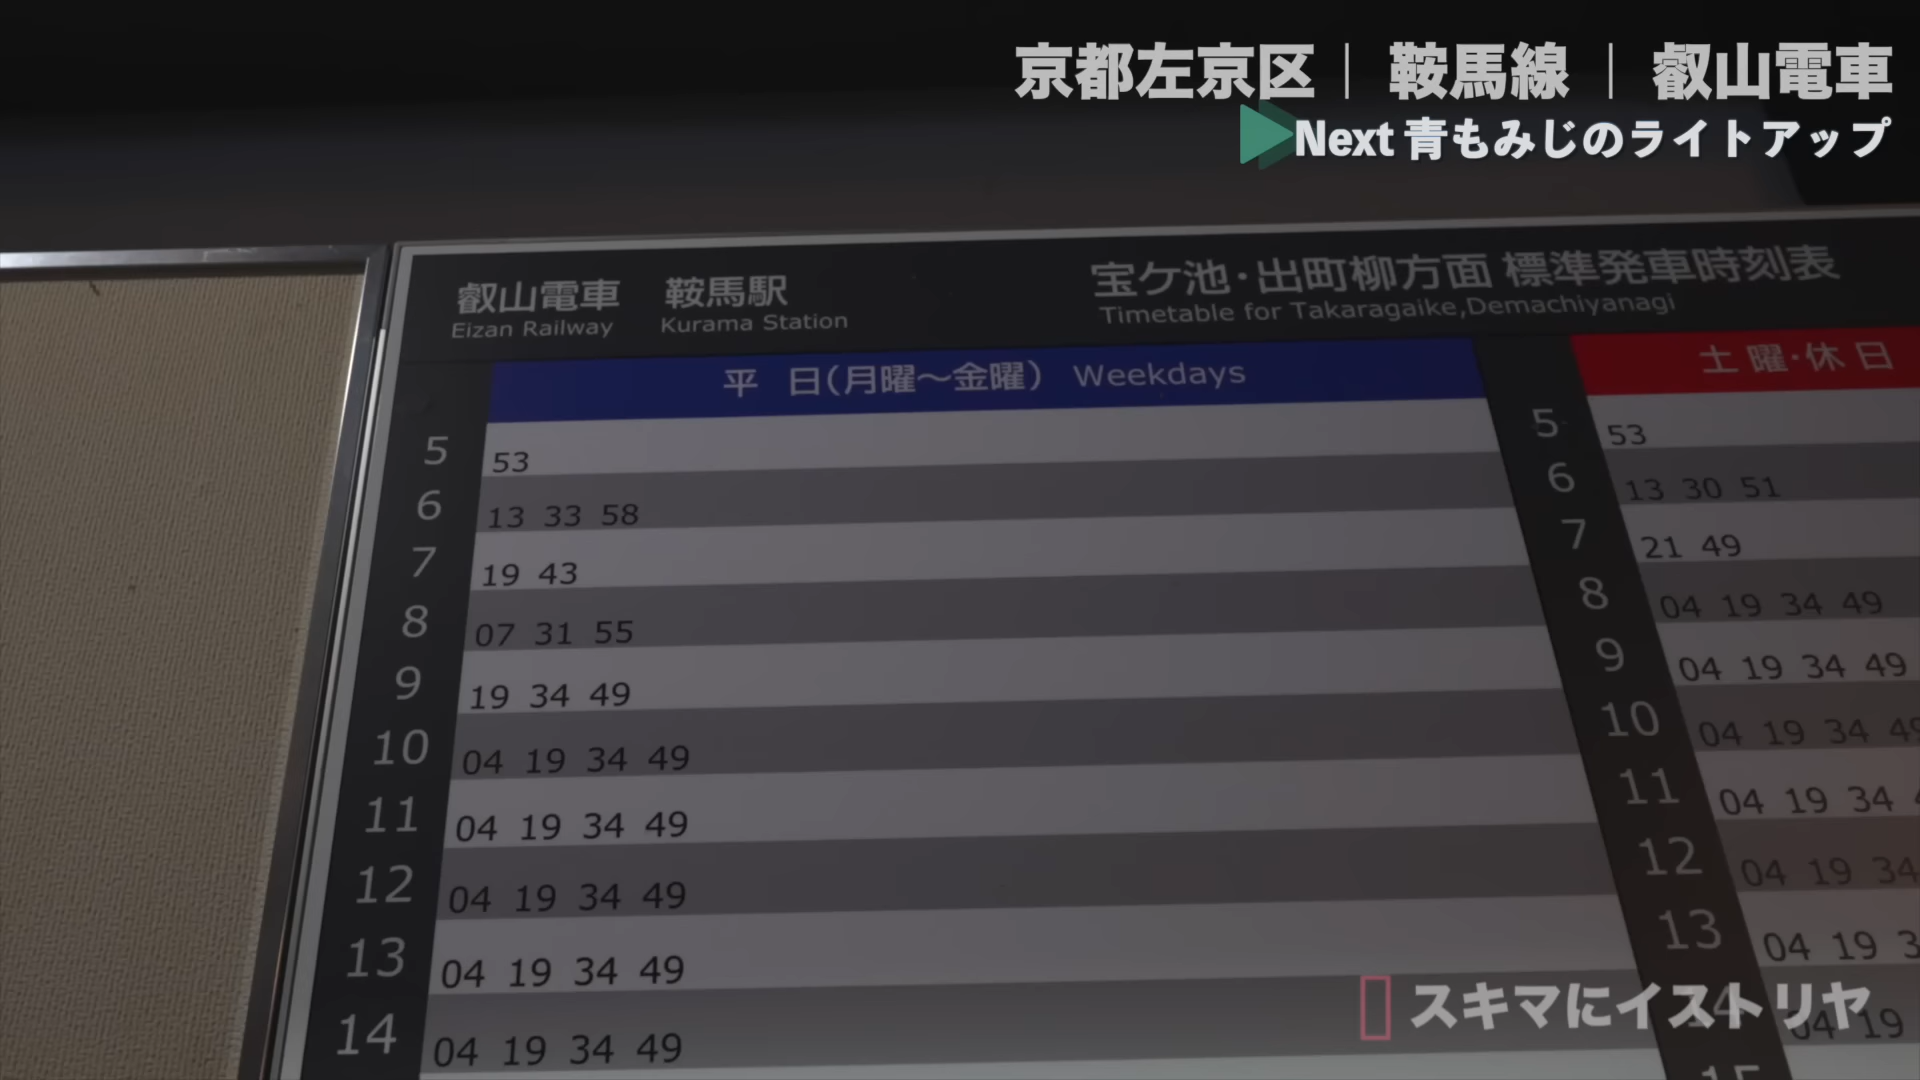 京都左京区｜ 鞍馬線 ｜ 叡山電車
Next 青もみじのライトアップ
叡山電車 鞍馬駅
Eizan Railway Kurama Station
宝ケ池・出町柳方面 標準発車時刻表
Timetable for Takaragaike,Demachiyanagi
平 日(月曜～金曜) Weekdays
5 53
6 13 33 58
7 19 43
8 07 31 55
9 19 34 49
10 04 19 34 49
11 04 19 34 49
12 04 19 34 49
13 04 19 34 49
14 04 19 34 49
土 曜・休 日
5 53
6 13 30 51
7 21 49
8 04 19 34 49
9 04 19 34 49
10 04 19 34 49
11 04 19 34
12 04 19 34
13 04 19
14 04 19
スキマにイストリヤ